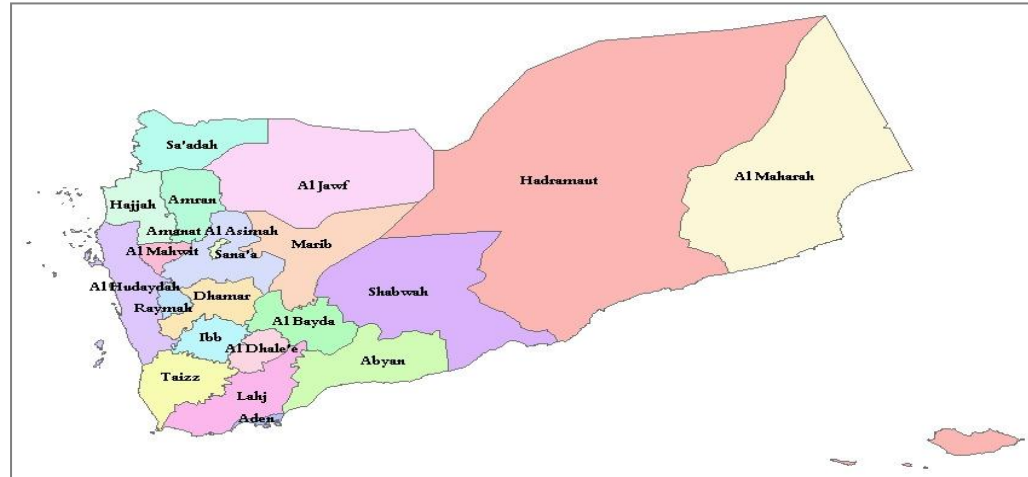 Sa'adah
Al Jawf
Hadramaut
Al Maharah
Hajjah
Amran
Amanat Al Asimah
Marib
Al Mahwit
Sana'a
Al Hudaydah
Shabwah
Dhamar
Raymah
Al Bayda
Ibb
Al Dhale'e
Abyan
Taizz
Lahj
Aden